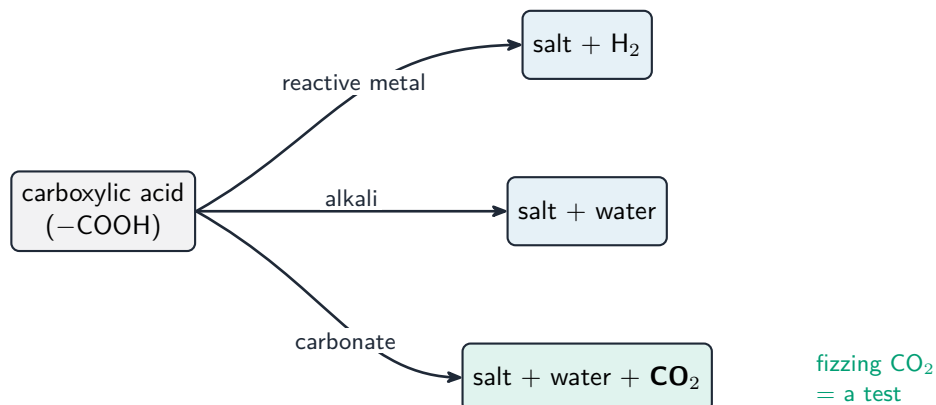 salt + H₂
reactive metal
carboxylic acid
(−COOH)
alkali
salt + water
carbonate
salt + water + CO₂
fizzing CO₂
= a test